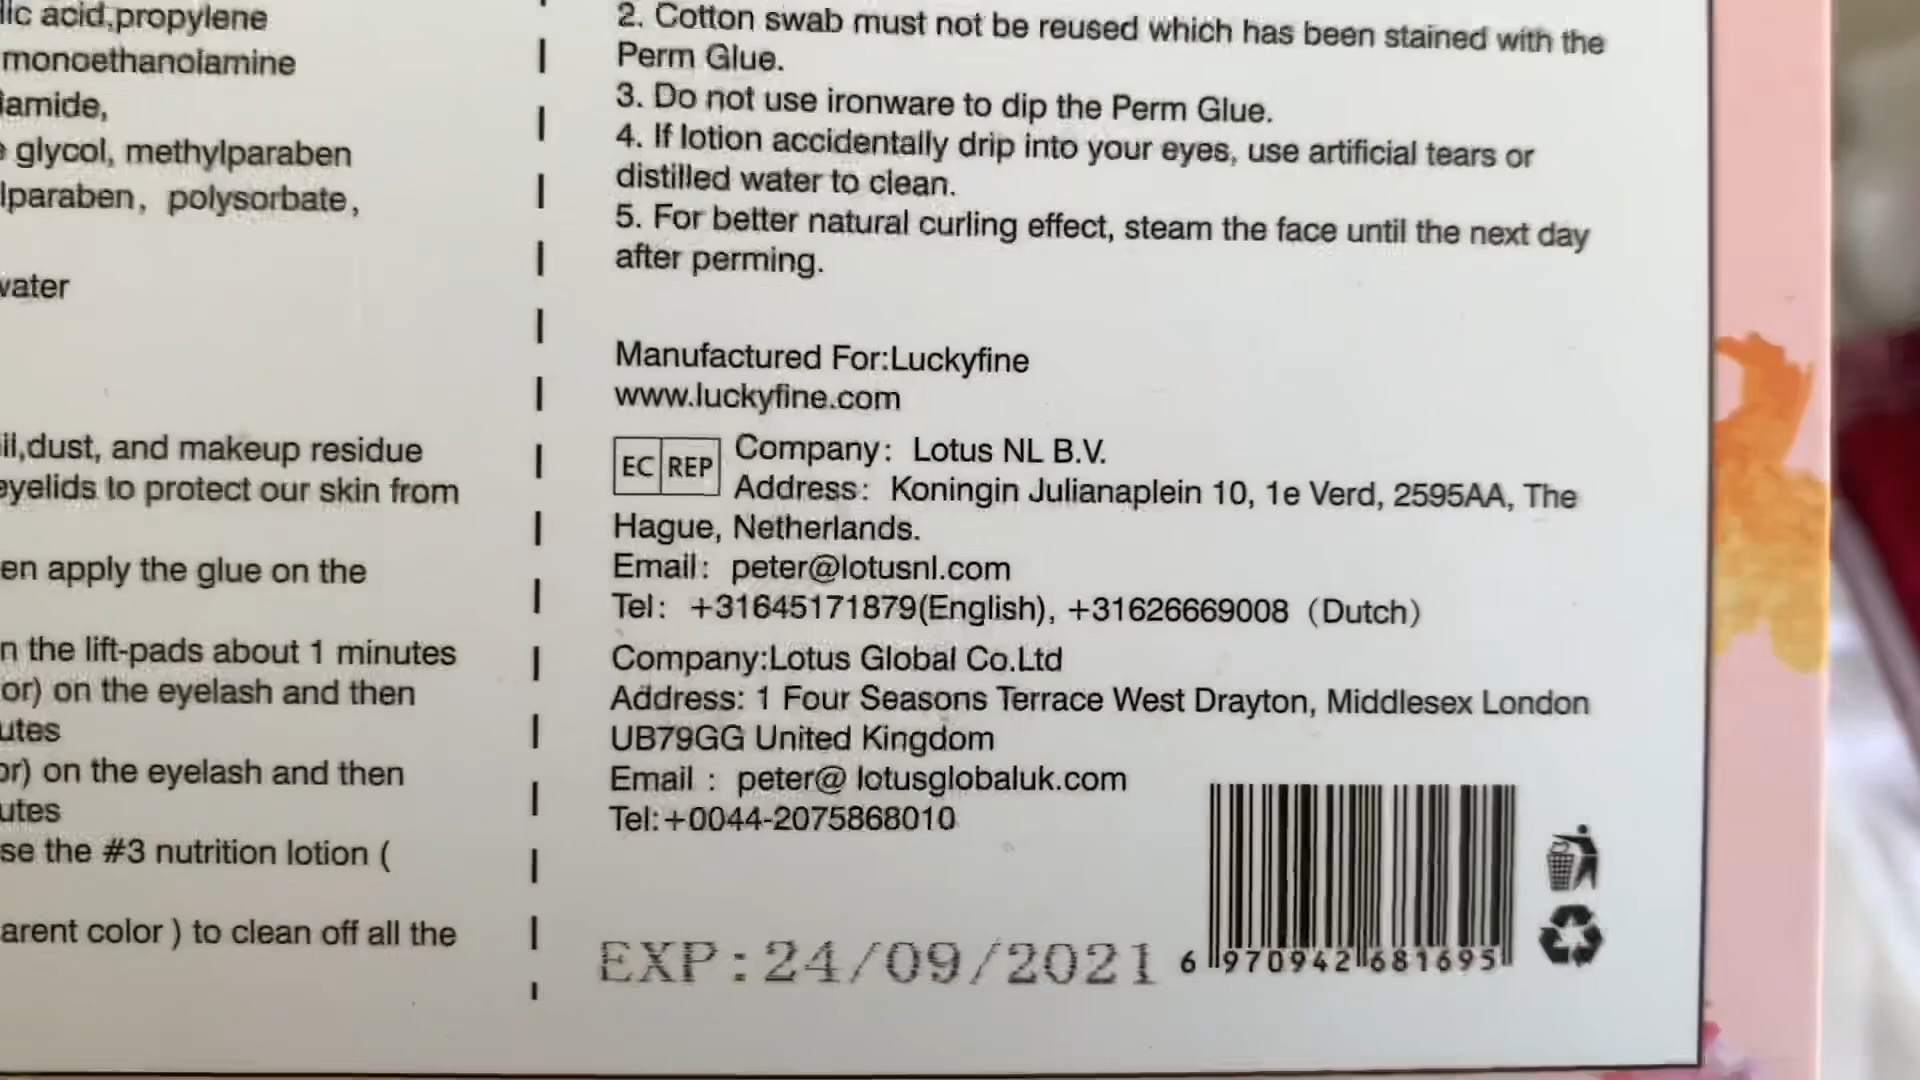 lic acid,propylene
monoethanolamine
lamide,
glycol, methylparaben
lparaben, polysorbate,
water
il,dust, and makeup residue
eyelids to protect our skin from
en apply the glue on the
n the lift-pads about 1 minutes
or) on the eyelash and then
utes
or) on the eyelash and then
utes
se the #3 nutrition lotion (
arent color ) to clean off all the
2. Cotton swab must not be reused which has been stained with the
Perm Glue.
3. Do not use ironware to dip the Perm Glue.
4. If lotion accidentally drip into your eyes, use artificial tears or
distilled water to clean.
5. For better natural curling effect, steam the face until the next day
after perming.
Manufactured For:Luckyfine
www.luckyfine.com
EC REP Company: Lotus NL B.V.
Address: Koningin Julianaplein 10, 1e Verd, 2595AA, The
Hague, Netherlands.
Email: peter@lotusnl.com
Tel: +31645171879(English), +31626669008 (Dutch)
Company:Lotus Global Co.Ltd
Address: 1 Four Seasons Terrace West Drayton, Middlesex London
UB79GG United Kingdom
Email : peter@ lotusglobaluk.com
Tel:+0044-2075868010
EXP:24/09/2021
6 970942 681695